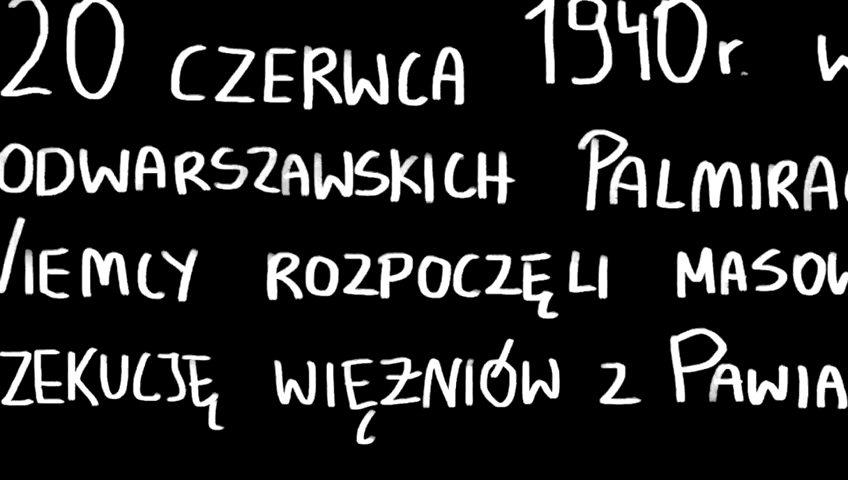 20 CZERWCA 1940r. W
ODWARSZAWSKICH PALMIRAC
IEMCY ROZPOCZĘLI MASOW
ZEKUCJĘ WIĘŹNIÓW Z PAWIA